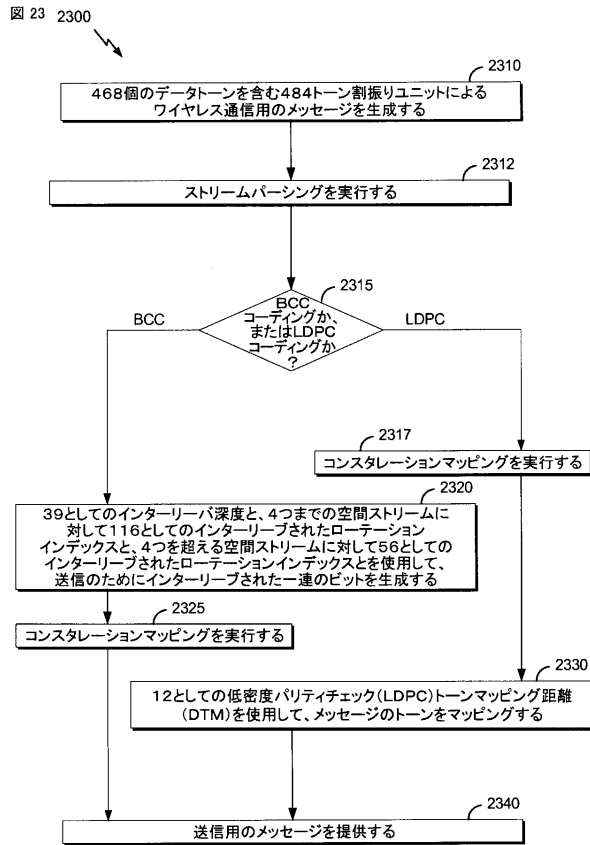 図 23 2300
2310
468個のデータトーンを含む484トーン割振りユニットによる
ワイヤレス通信用のメッセージを生成する
2312
ストリームパーシングを実行する
2315
BCC
コーディングか、
またはLDPC
コーディングか
?
BCC
LDPC
2317
コンスタレーションマッピングを実行する
2320
39としてのインターリーバ深度と、4つまでの空間ストリームに
対して116としてのインターリーブされたローテーション
インデックスと、4つを超える空間ストリームに対して56としての
インターリーブされたローテーションインデックスとを使用して、
送信のためにインターリーブされた一連のビットを生成する
2325
コンスタレーションマッピングを実行する
2330
12としての低密度パリティチェック(LDPC)トーンマッピング距離
(DTM)を使用して、メッセージのトーンをマッピングする
2340
送信用のメッセージを提供する